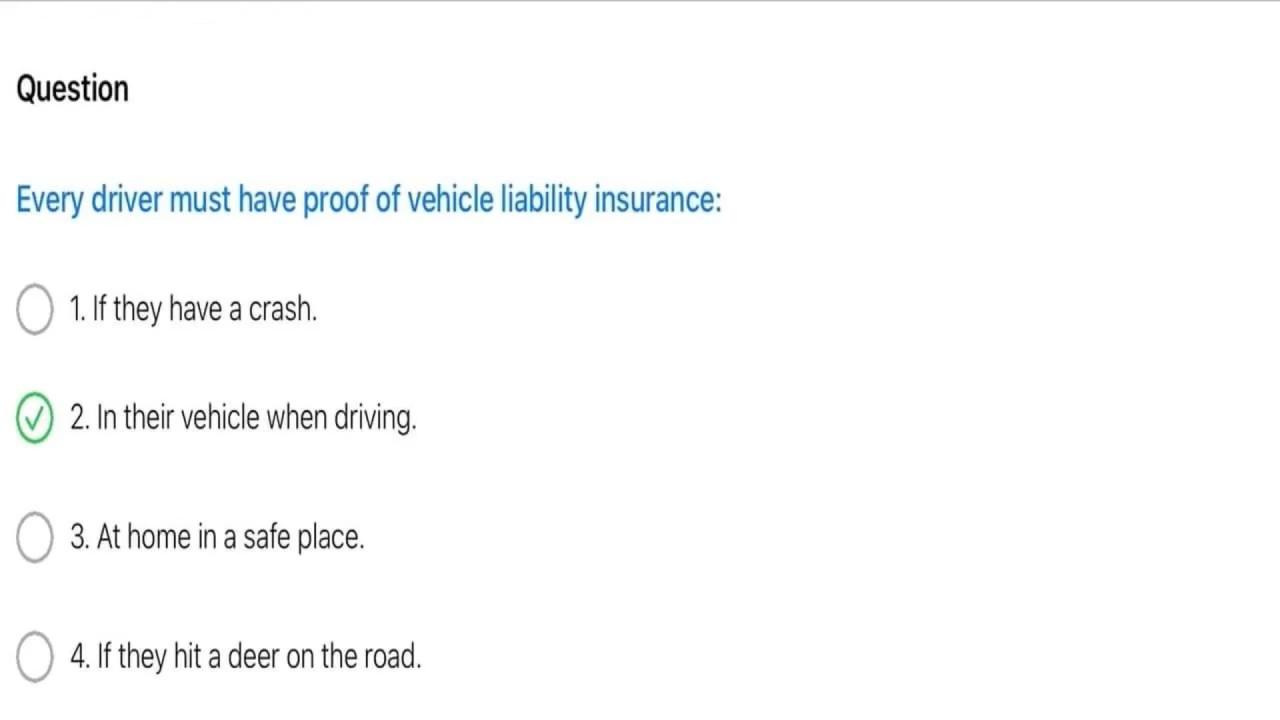 Question
Every driver must have proof of vehicle liability insurance:
1. If they have a crash.
2. In their vehicle when driving.
3. At home in a safe place.
4. If they hit a deer on the road.